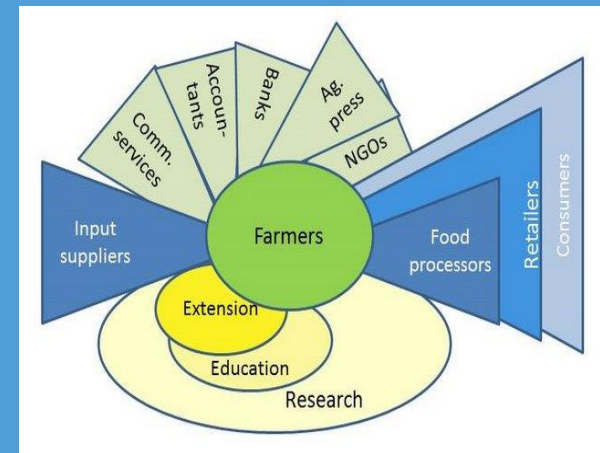 Comm.
services
Accoun-
tants
Banks
Ag.
press
NGOs
Input
suppliers
Farmers
Food
processors
Retailers
Consumers
Extension
Education
Research